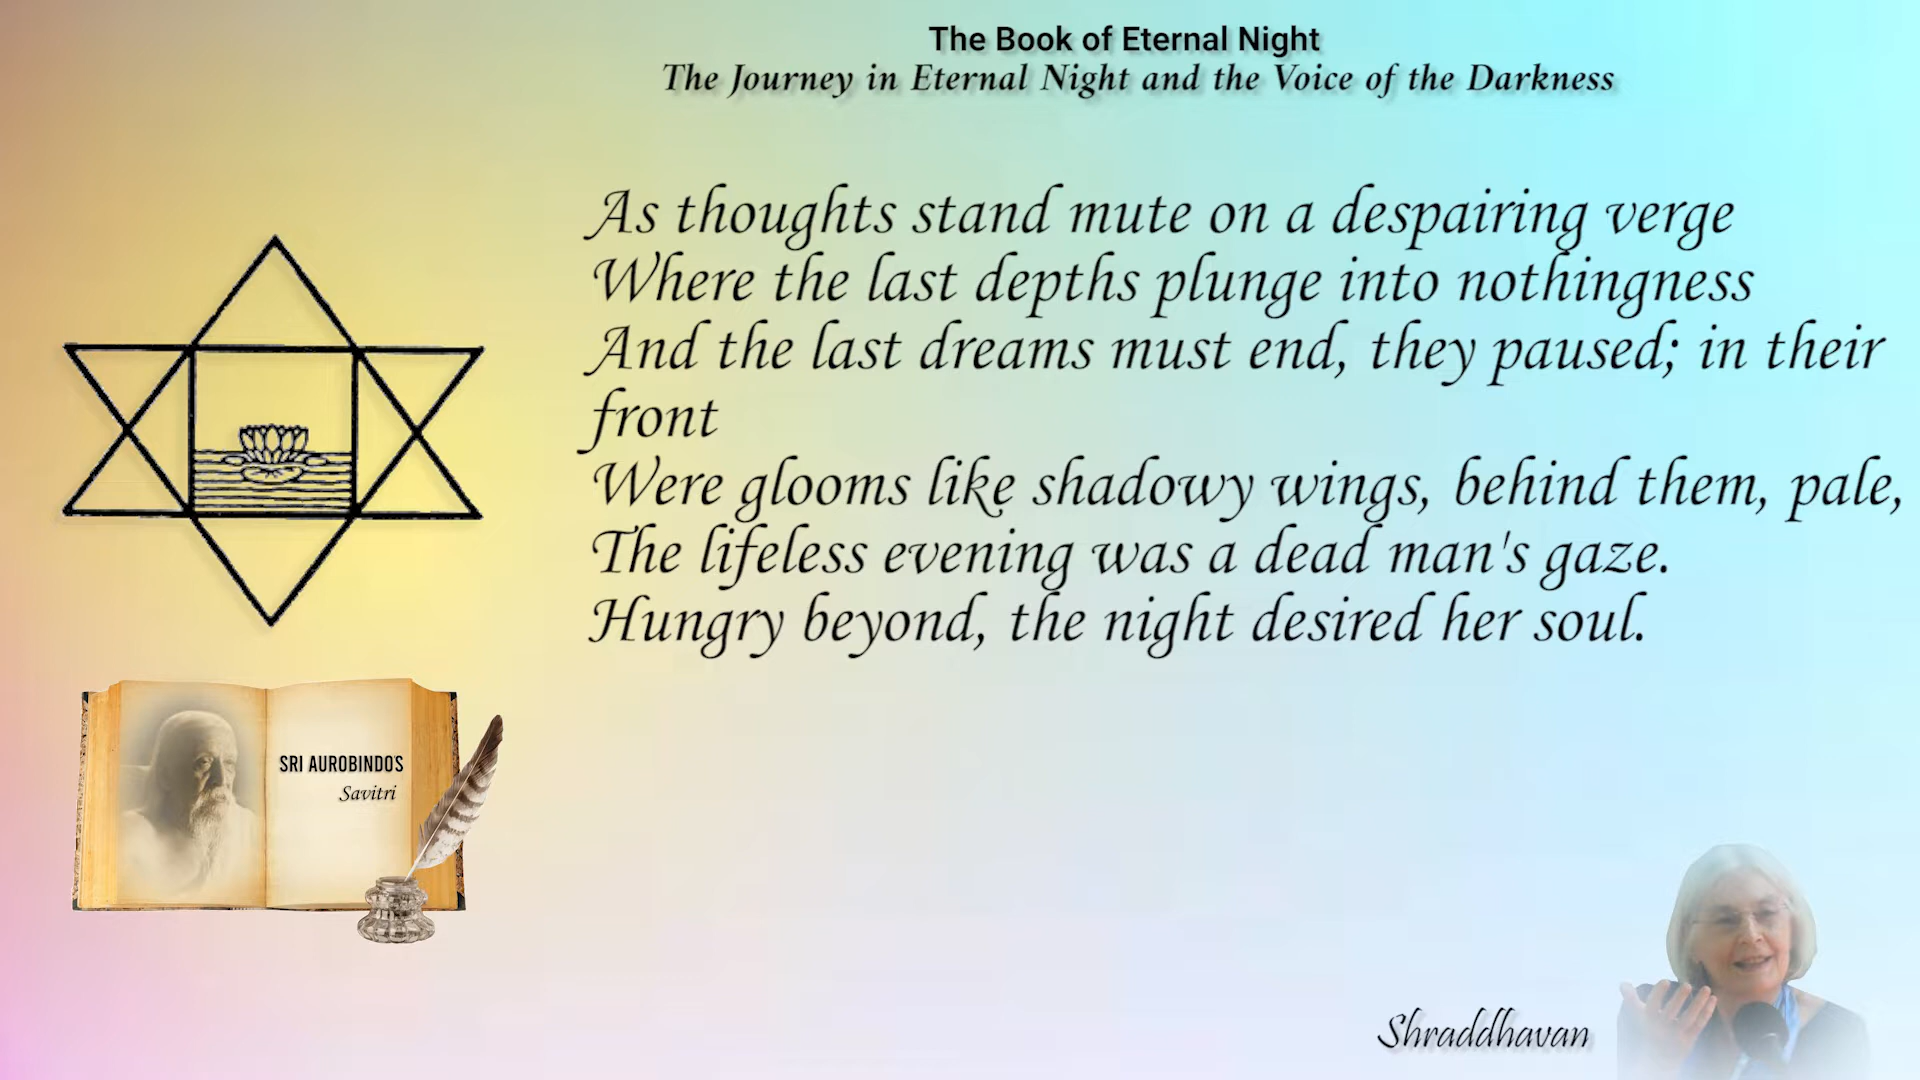 The Book of Eternal Night
The Journey in Eternal Night and the Voice of the Darkness
As thoughts stand mute on a despairing verge
Where the last depths plunge into nothingness
And the last dreams must end, they paused; in their
front
Were glooms like shadowy wings, behind them, pale,
The lifeless evening was a dead man's gaze.
Hungry beyond, the night desired her soul.
SRI AUROBINDO'S
Savitri
Shraddhavan